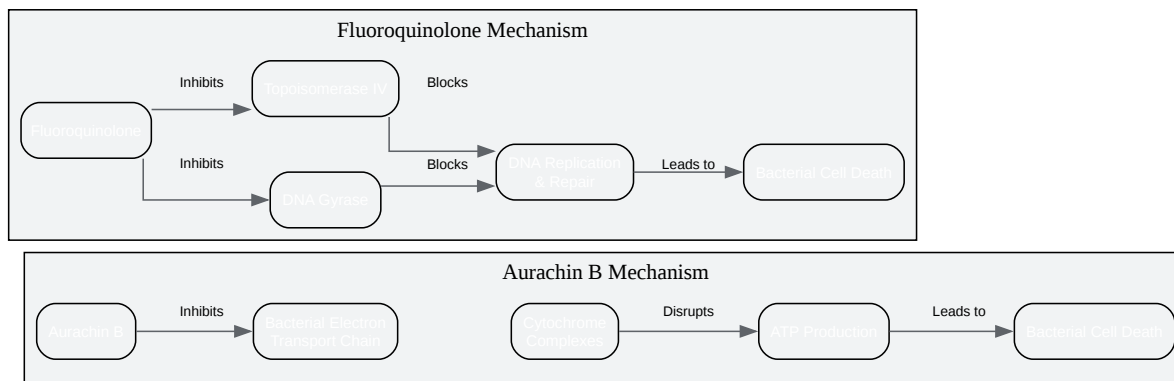 Fluoroquinolone Mechanism
Inhibits
Topoisomerase IV
Blocks
Fluoroquinolone
Inhibits
DNA Gyrase
Blocks
DNA Replication
& Repair
Leads to
Bacterial Cell Death
Aurachin B Mechanism
Aurachin B
Inhibits
Bacterial Electron
Transport Chain
Cytochrome
Complexes
Disrupts
ATP Production
Leads to
Bacterial Cell Death